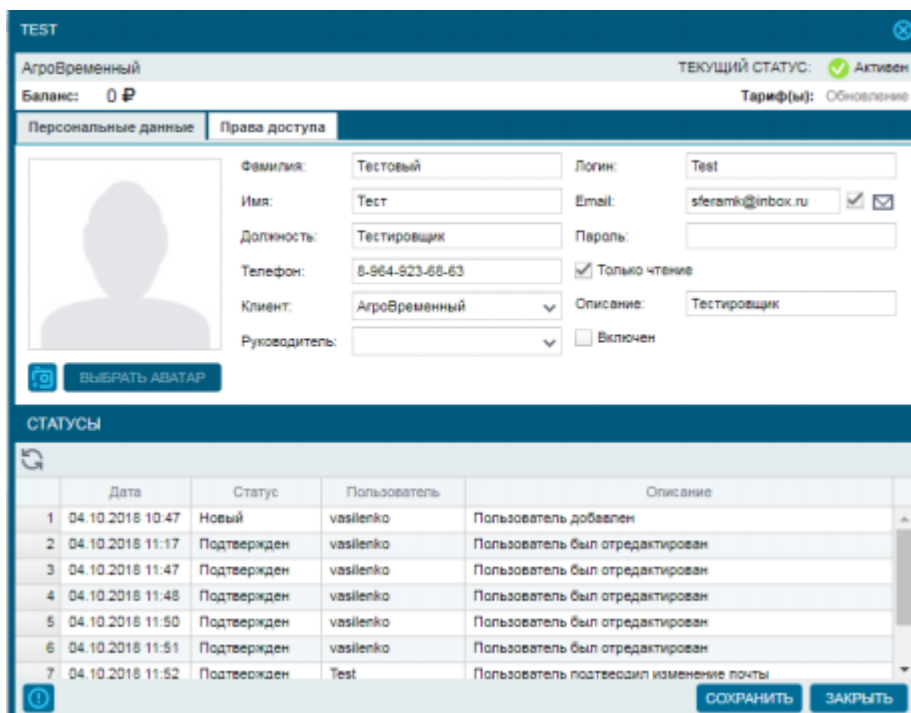 TEST
АгроВременный ТЕКУЩИЙ СТАТУС: Активен
Баланс: 0 ₽ Тариф(ы): Обновление
Персональные данные Права доступа
Фамилия: Тестовый Логин: Test
Имя: Тест Email: sferamk@inbox.ru
Должность: Тестировщик Пароль:
Телефон: 8-964-923-68-63 Только чтение
Клиент: АгроВременный Описание: Тестировщик
Руководитель: Включен
ВЫБРАТЬ АВАТАР
СТАТУСЫ
Дата Статус Пользователь Описание
1 04.10.2018 10:47 Новый vasilenko Пользователь добавлен
2 04.10.2018 11:17 Подтвержден vasilenko Пользователь был отредактирован
3 04.10.2018 11:47 Подтвержден vasilenko Пользователь был отредактирован
4 04.10.2018 11:48 Подтвержден vasilenko Пользователь был отредактирован
5 04.10.2018 11:50 Подтвержден vasilenko Пользователь был отредактирован
6 04.10.2018 11:51 Подтвержден vasilenko Пользователь был отредактирован
7 04.10.2018 11:52 Подтвержден Test Пользователь подтвердил изменение почты
СОХРАНИТЬ ЗАКРЫТЬ